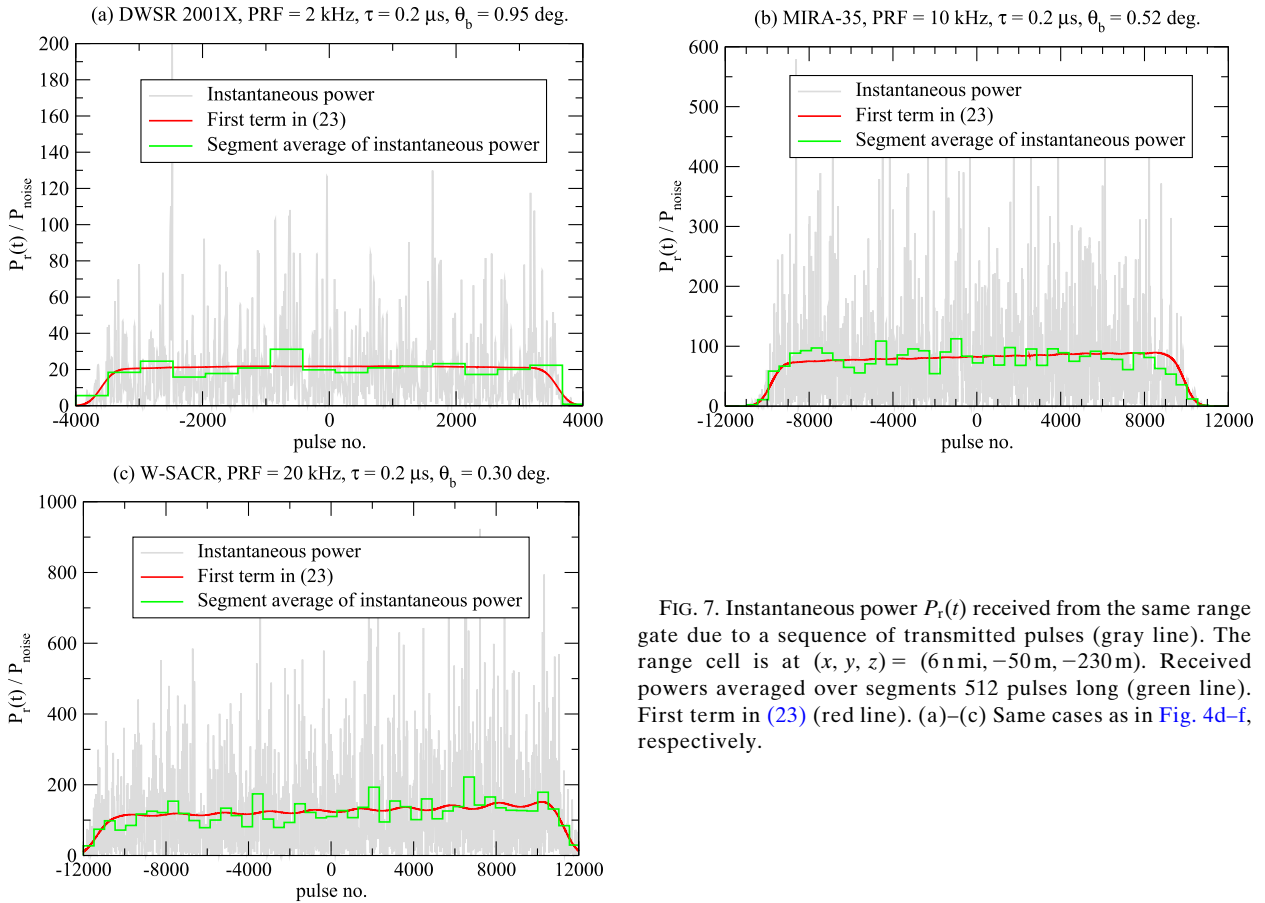 (a) DWSR 2001X, PRF = 2 kHz, τ = 0.2 μs, θb = 0.95 deg.
200
180
160
140
120
100
80
60
40
20
0
Pr(t) / Pnoise
Instantaneous power
First term in (23)
Segment average of instantaneous power
-4000 -2000 0 2000 4000
pulse no.
(b) MIRA-35, PRF = 10 kHz, τ = 0.2 μs, θb = 0.52 deg.
600
500
400
300
200
100
0
Pr(t) / Pnoise
Instantaneous power
First term in (23)
Segment average of instantaneous power
-12000 -8000 -4000 0 4000 8000 12000
pulse no.
(c) W-SACR, PRF = 20 kHz, τ = 0.2 μs, θb = 0.30 deg.
1000
800
600
400
200
0
Pr(t) / Pnoise
Instantaneous power
First term in (23)
Segment average of instantaneous power
-12000 -8000 -4000 0 4000 8000 12000
pulse no.
FIG. 7. Instantaneous power Pr(t) received from the same range
gate due to a sequence of transmitted pulses (gray line). The
range cell is at (x, y, z) = (6 n mi, −50 m, −230 m). Received
powers averaged over segments 512 pulses long (green line).
First term in (23) (red line). (a)–(c) Same cases as in Fig. 4d–f,
respectively.